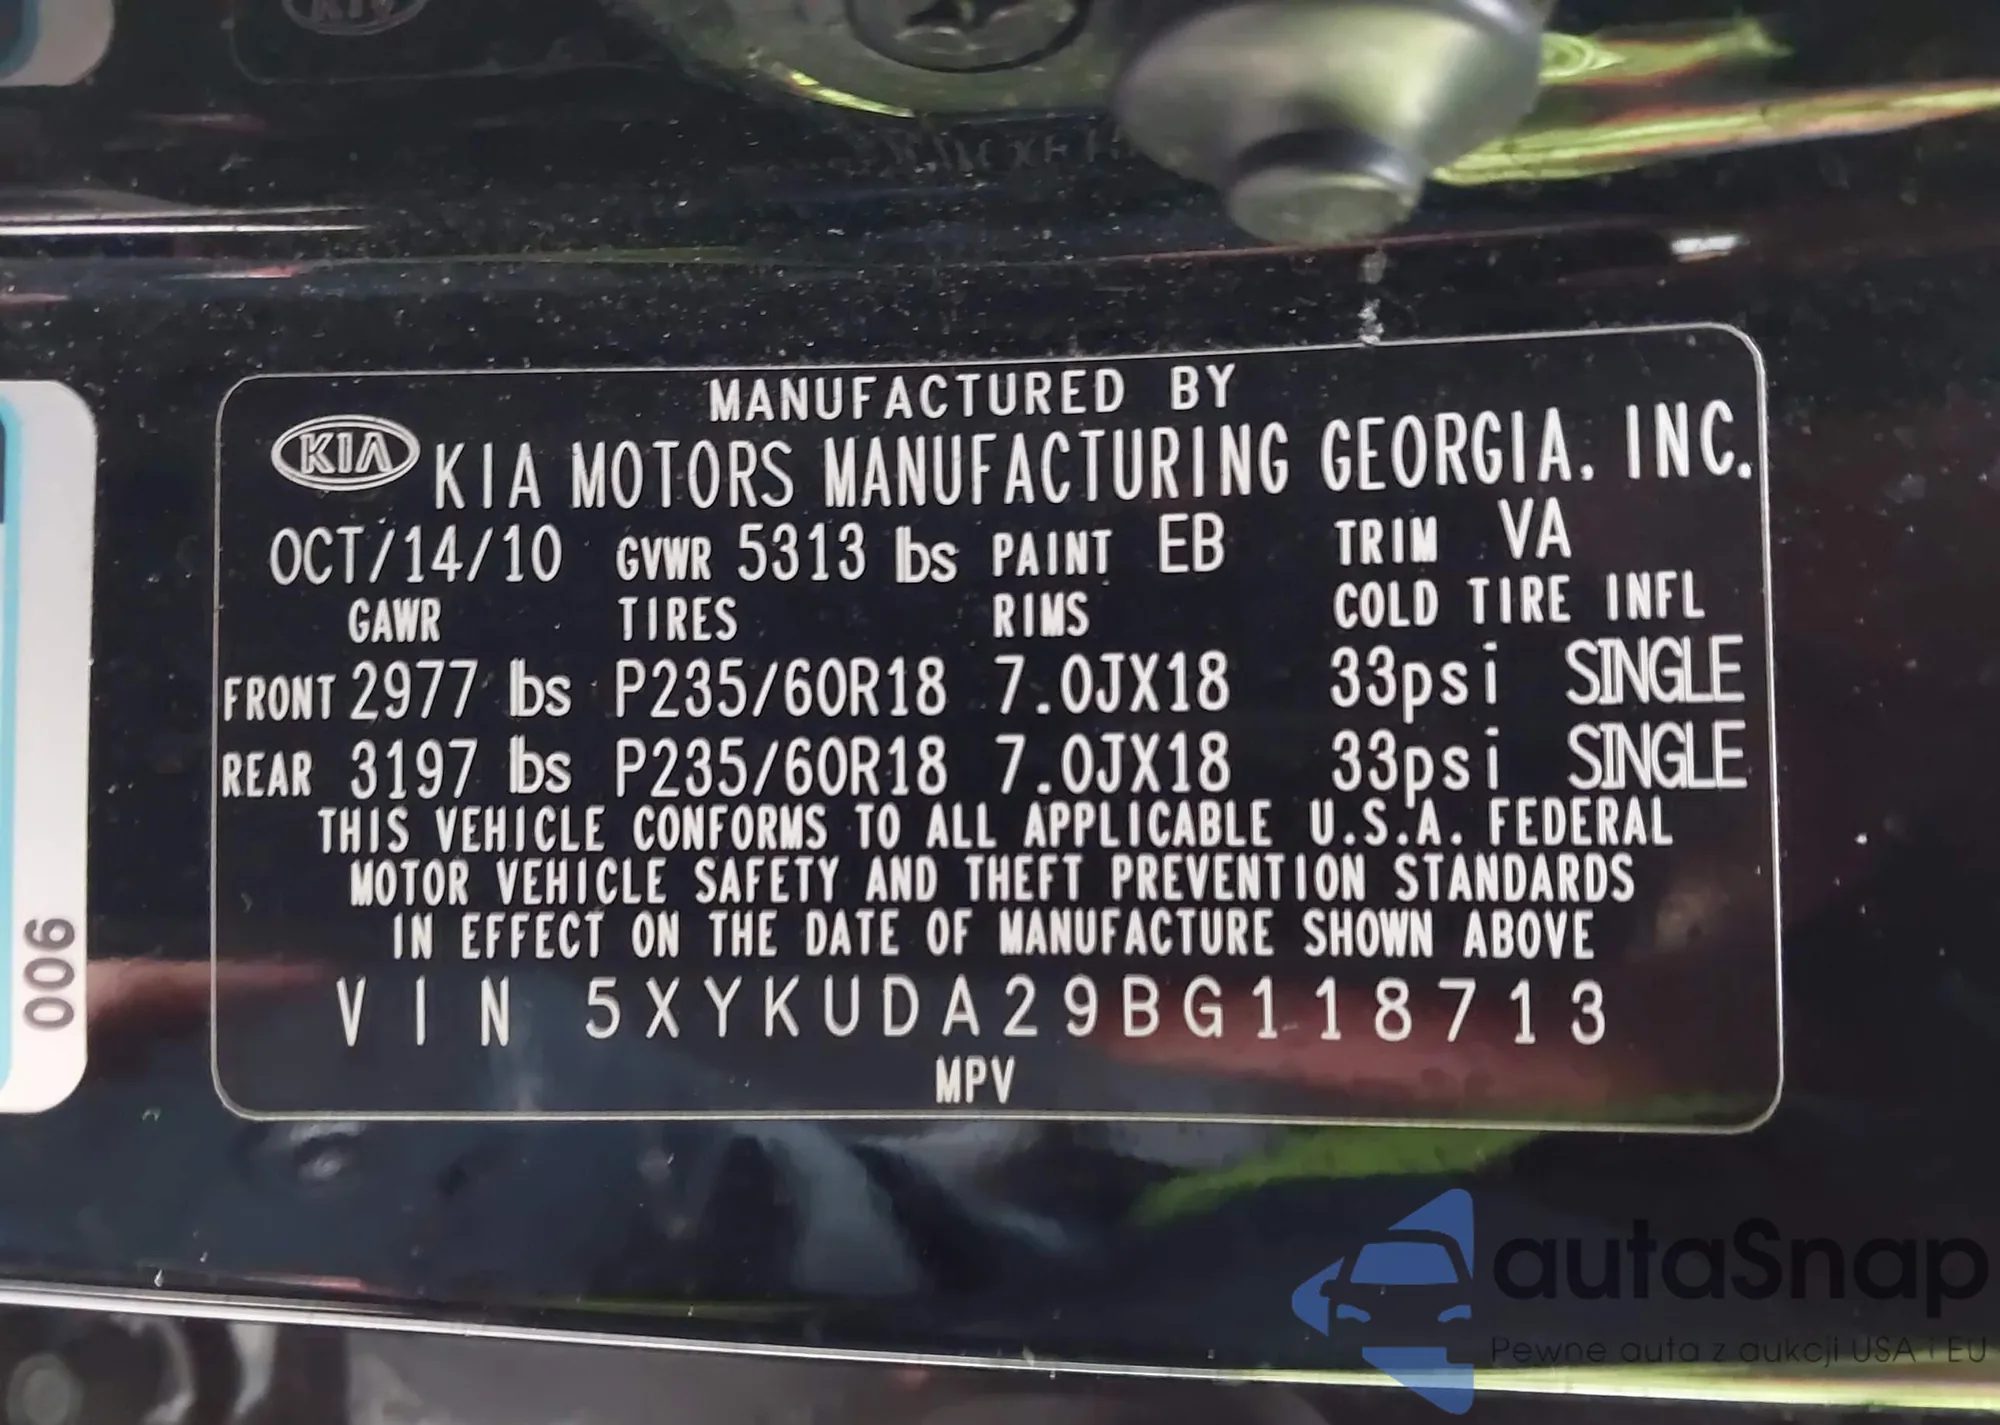 MANUFACTURED BY
KIA KIA MOTORS MANUFACTURING GEORGIA, INC.
OCT/14/10 GVWR 5313 lbs PAINT EB TRIM VA
GAWR TIRES RIMS COLD TIRE INFL
FRONT 2977 lbs P235/60R18 7.0JX18 33psi SINGLE
REAR 3197 lbs P235/60R18 7.0JX18 33psi SINGLE
THIS VEHICLE CONFORMS TO ALL APPLICABLE U.S.A. FEDERAL
MOTOR VEHICLE SAFETY AND THEFT PREVENTION STANDARDS
IN EFFECT ON THE DATE OF MANUFACTURE SHOWN ABOVE
VIN 5XYKUDA29BG118713
MPV
006
autaSnap
Pewne auta z aukcji USA i EU